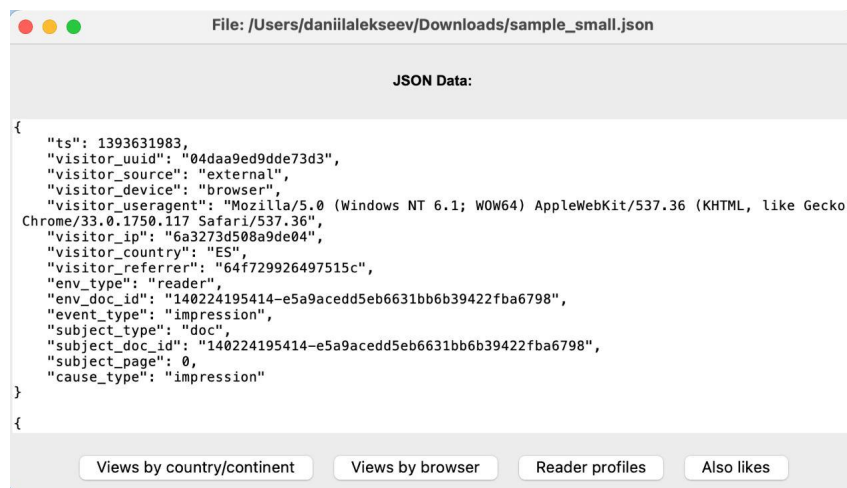 File: /Users/daniilalekseev/Downloads/sample_small.json
JSON Data:
{
    "ts": 1393631983,
    "visitor_uuid": "04daa9ed9dde73d3",
    "visitor_source": "external",
    "visitor_device": "browser",
    "visitor_useragent": "Mozilla/5.0 (Windows NT 6.1; WOW64) AppleWebKit/537.36 (KHTML, like Gecko
Chrome/33.0.1750.117 Safari/537.36",
    "visitor_ip": "6a3273d508a9de04",
    "visitor_country": "ES",
    "visitor_referrer": "64f729926497515c",
    "env_type": "reader",
    "env_doc_id": "140224195414-e5a9acedd5eb6631bb6b39422fba6798",
    "event_type": "impression",
    "subject_type": "doc",
    "subject_doc_id": "140224195414-e5a9acedd5eb6631bb6b39422fba6798",
    "subject_page": 0,
    "cause_type": "impression"
}
{
Views by country/continent Views by browser Reader profiles Also likes